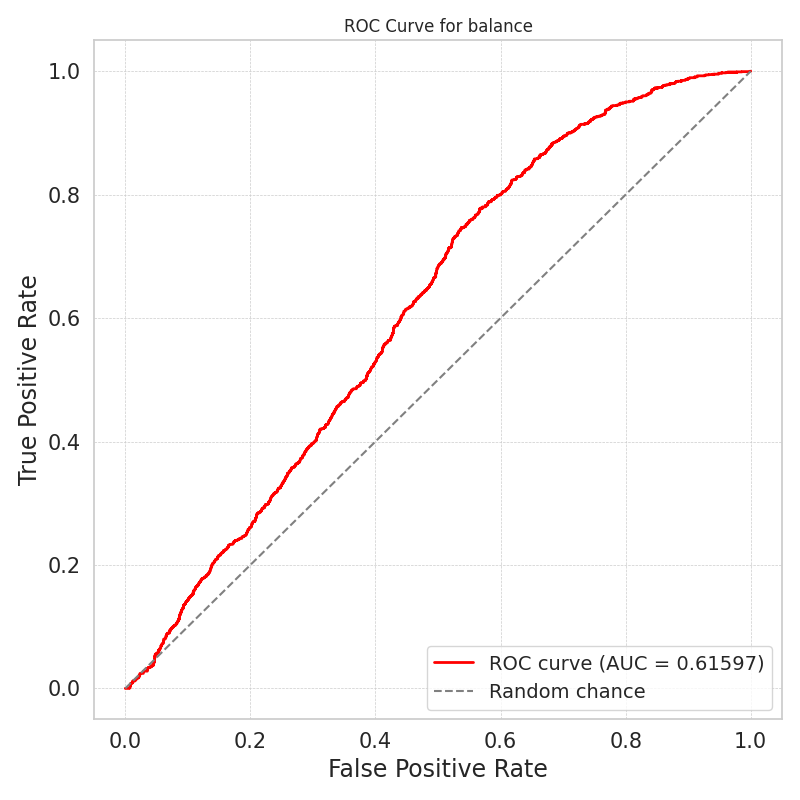 ROC Curve for balance
True Positive Rate
1.0
0.8
0.6
0.4
0.2
0.0
0.0 0.2 0.4 0.6 0.8 1.0
False Positive Rate
ROC curve (AUC = 0.61597)
Random chance